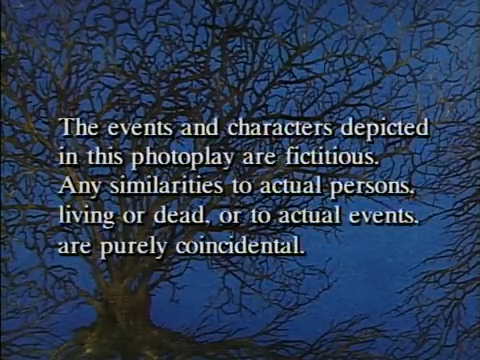 The events and characters depicted
in this photoplay are fictitious.
Any similarities to actual persons,
living or dead, or to actual events,
are purely coincidental.